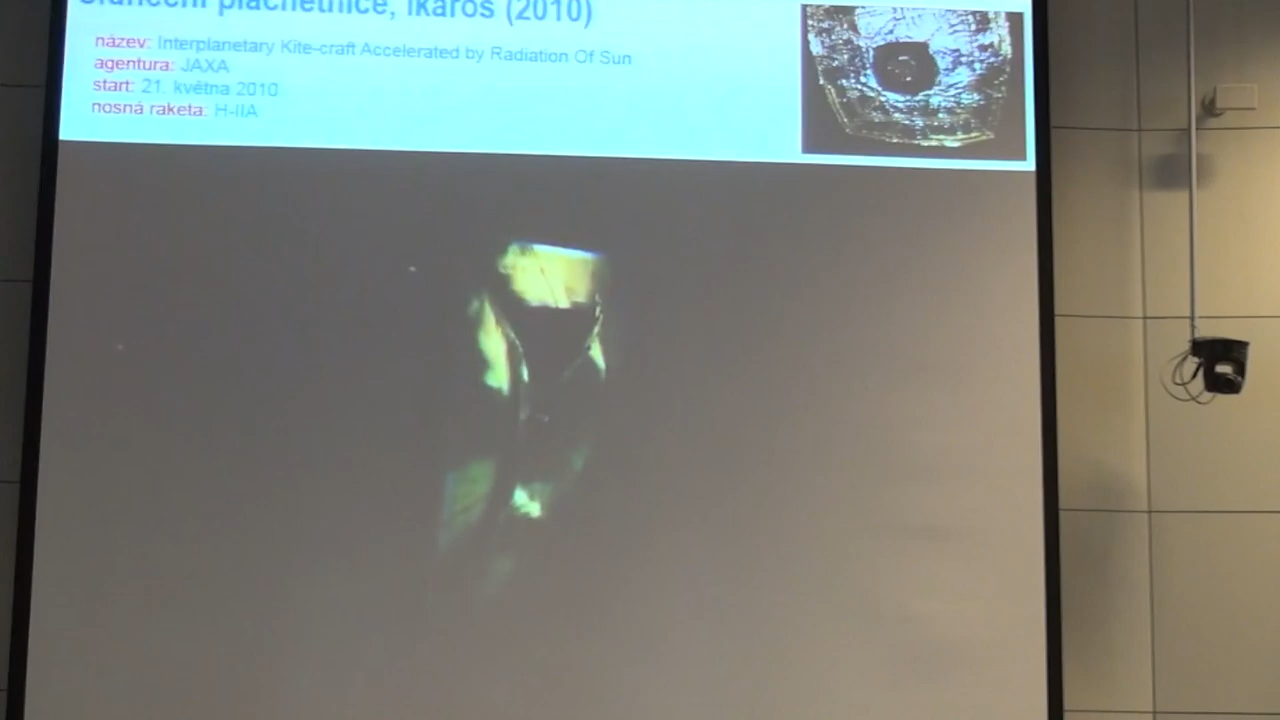 sluneční plachetnice, Ikaros (2010)
název: Interplanetary Kite-craft Accelerated by Radiation Of Sun
agentura: JAXA
start: 21. května 2010
nosná raketa: H-IIA